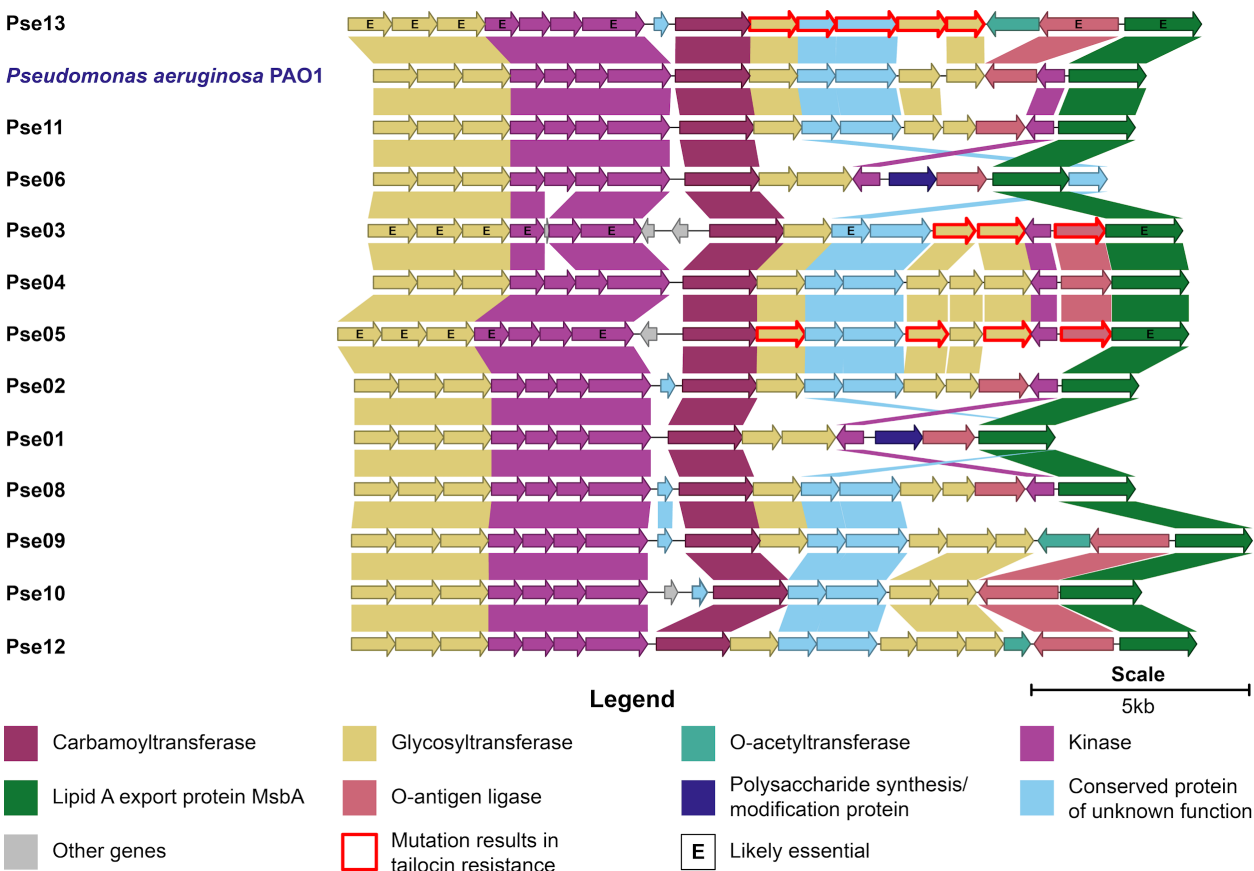 Pse13
E E E E E E E
Pseudomonas aeruginosa PAO1
Pse11
Pse06
Pse03
E E E E E E E
Pse04
Pse05
E E E E E E
Pse02
Pse01
Pse08
Pse09
Pse10
Pse12
Scale
5kb
Legend
Carbamoyltransferase
Glycosyltransferase
O-acetyltransferase
Kinase
Lipid A export protein MsbA
O-antigen ligase
Polysaccharide synthesis/
modification protein
Conserved protein
of unknown function
Other genes
Mutation results in
tailocin resistance
E Likely essential